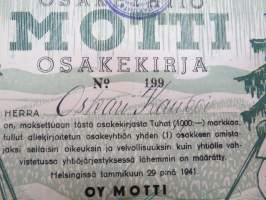 OSAKEYHTIÖ
MOTTI
OSAKEKIRJA
No 199
HERRA Oskari Kauttu
on, maksettuaan tästä osakekirjasta Tuhat (1000:—) markkaa,
tullut allekirjoitetun osakeyhtiön yhden (1) osakkeen omista-
jaksi sellaisin oikeuksin ja velvollisuuksin kuin yhtiölle vah-
vistetussa yhtiöjärjestyksessä lähemmin on määrätty.
Helsingissä tammikuun 29 pnä 1941.
OY MOTTI